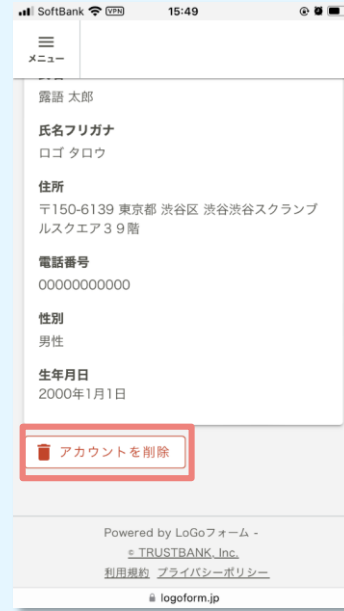 SoftBank VPN 15:49
メニュー
露語 太郎
氏名フリガナ
ロゴ タロウ
住所
〒150-6139 東京都 渋谷区 渋谷渋谷スクランブ
ルスクエア３９階
電話番号
00000000000
性別
男性
生年月日
2000年1月1日
アカウントを削除
Powered by LoGoフォーム -
© TRUSTBANK, Inc.
利用規約 プライバシーポリシー
logoform.jp